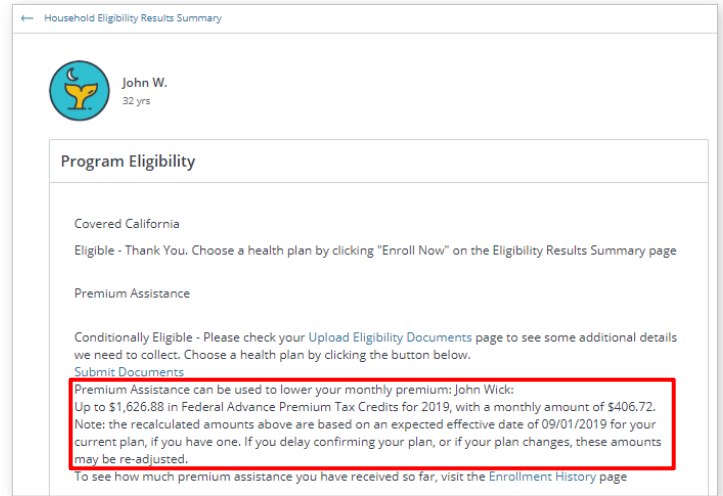 ← Household Eligibility Results Summary
John W.
32 yrs
Program Eligibility
Covered California
Eligible - Thank You. Choose a health plan by clicking "Enroll Now" on the Eligibility Results Summary page
Premium Assistance
Conditionally Eligible - Please check your Upload Eligibility Documents page to see some additional details
we need to collect. Choose a health plan by clicking the button below.
Submit Documents
Premium Assistance can be used to lower your monthly premium: John Wick:
Up to $1,626.88 in Federal Advance Premium Tax Credits for 2019, with a monthly amount of $406.72.
Note: the recalculated amounts above are based on an expected effective date of 09/01/2019 for your
current plan, if you have one. If you delay confirming your plan, or if your plan changes, these amounts
may be re-adjusted.
To see how much premium assistance you have received so far, visit the Enrollment History page